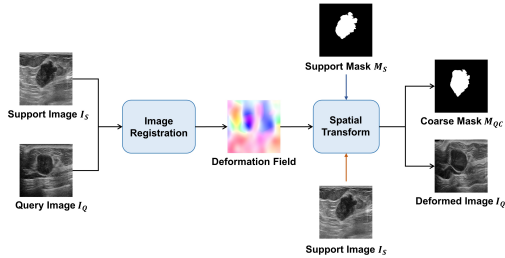 Support Mask M_S
Support Image I_S
Image
Registration
Spatial
Transform
Coarse Mask M_QC
Deformation Field
Query Image I_Q
Deformed Image I_Q
Support Image I_S